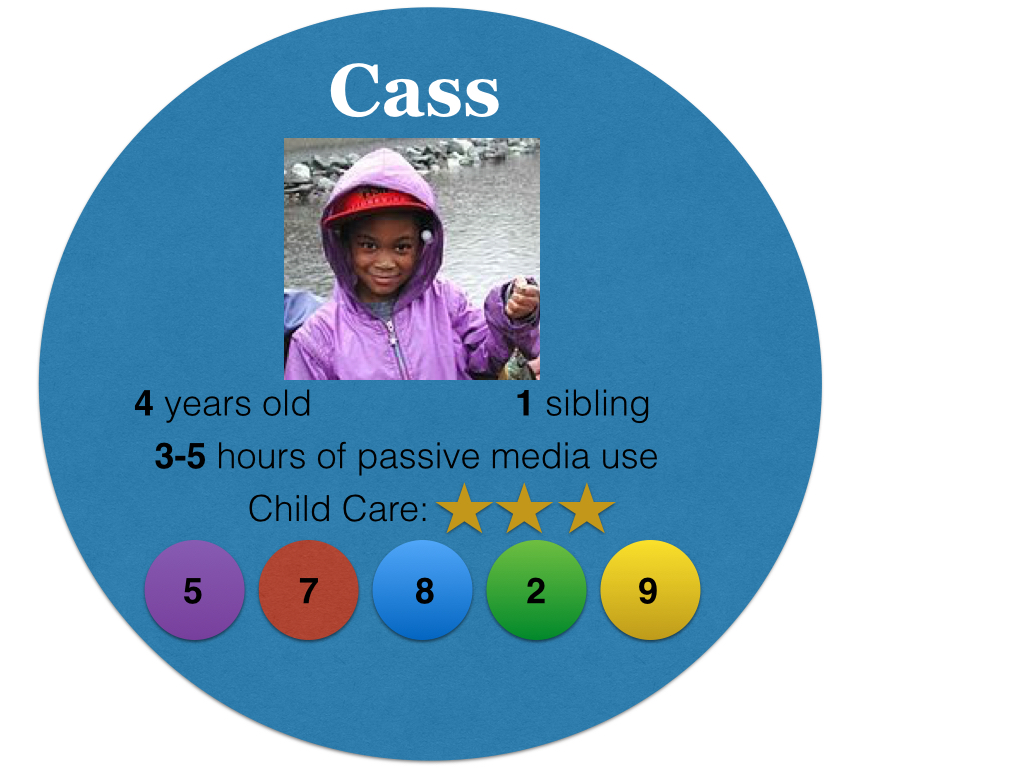 Cass
4 years old 1 sibling
3-5 hours of passive media use
Child Care:
5 7 8 2 9